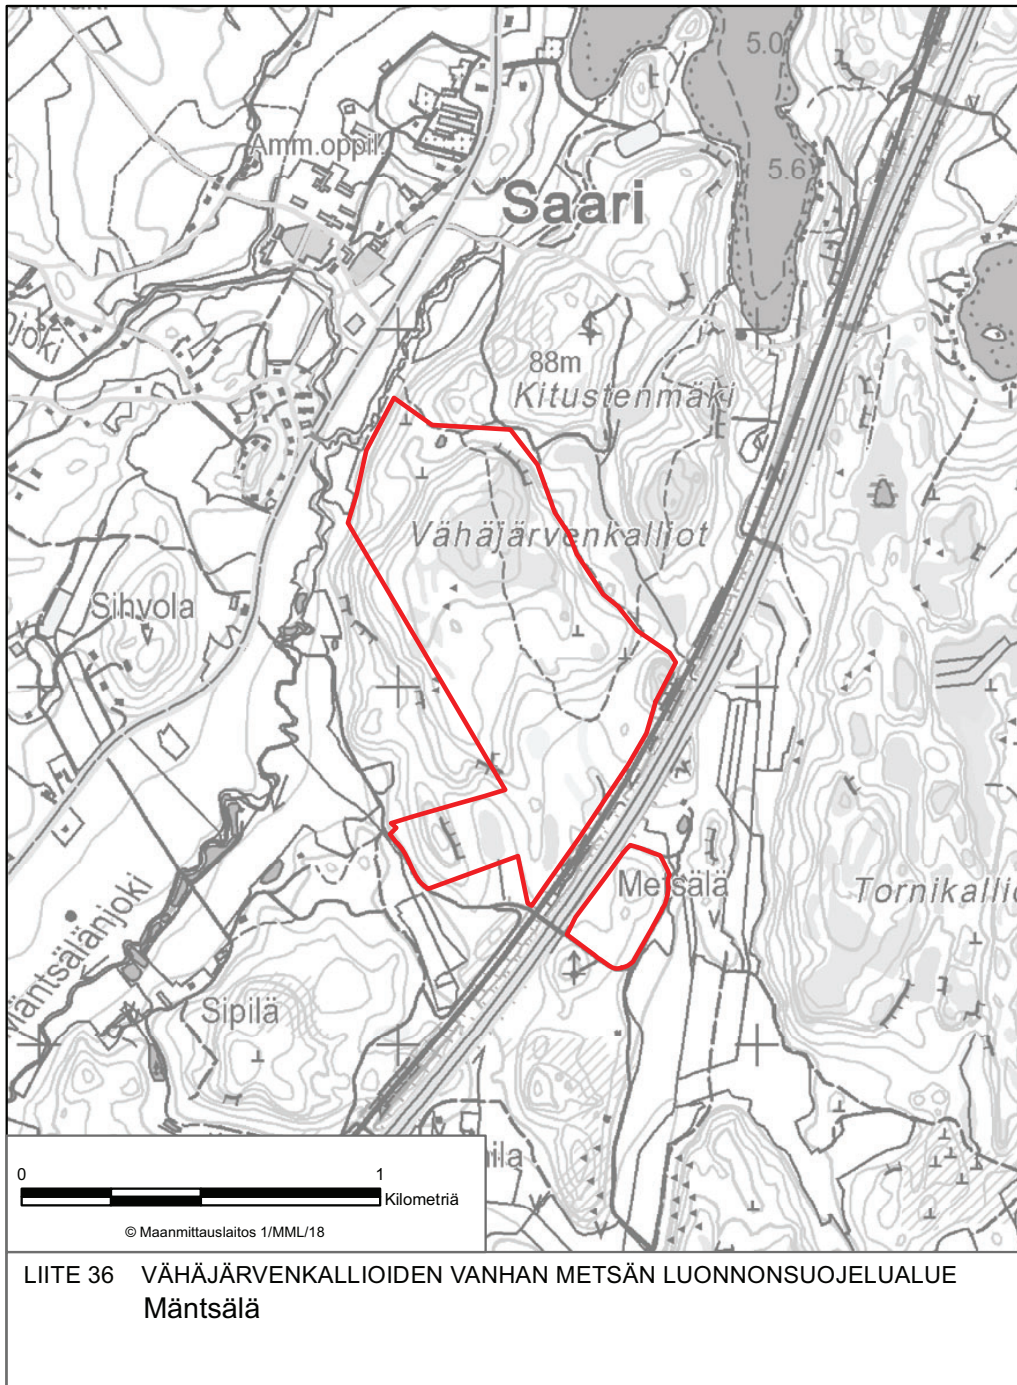 5.0
Amm.oppil.
5.6
Saari
joki
88m
Kitustenmäki
Vähäjärvenkalliot
Sihvola
Metsälä
Tornikallio
Mäntsälänjoki
Sipilä
0 1
Kilometriä
© Maanmittauslaitos 1/MML/18
LIITE 36 VÄHÄJÄRVENKALLIOIDEN VANHAN METSÄN LUONNONSUOJELUALUE
Mäntsälä